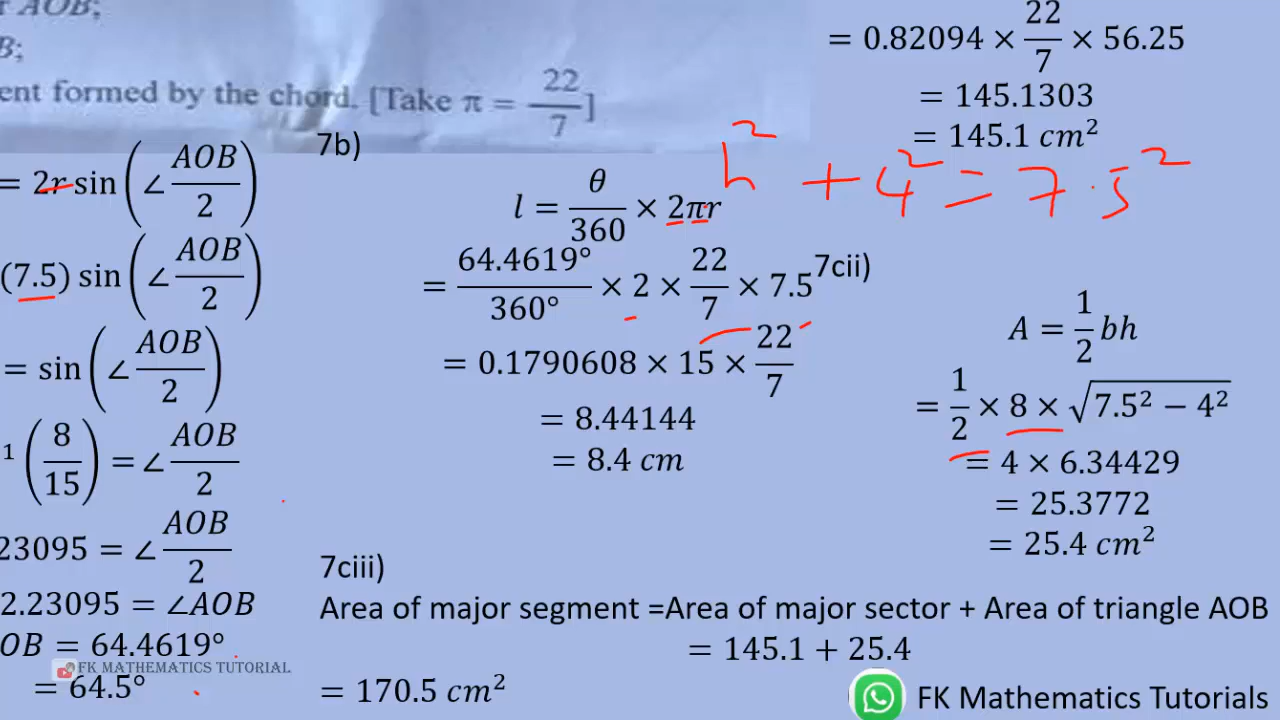 AOB;
B;
ent formed by the chord. [Take π = 22/7]
= 2r sin(∠AOB/2)
(7.5) sin(∠AOB/2)
= sin(∠AOB/2)
1(8/15) = ∠AOB/2
23095 = ∠AOB/2
2.23095 = ∠AOB
OB = 64.4619°
= 64.5°
FK MATHEMATICS TUTORIAL
7b)
l = θ/360 × 2πr
= 64.4619°/360° × 2 × 22/7 × 7.5
= 0.1790608 × 15 × 22/7
= 8.44144
= 8.4 cm
= 0.82094 × 22/7 × 56.25
= 145.1303
= 145.1 cm²
h² + 4² = 7.5²
7cii)
A = 1/2 bh
= 1/2 × 8 × √7.5² − 4²
= 4 × 6.34429
= 25.3772
= 25.4 cm²
7ciii)
Area of major segment =Area of major sector + Area of triangle AOB
= 145.1 + 25.4
= 170.5 cm²
FK Mathematics Tutorials